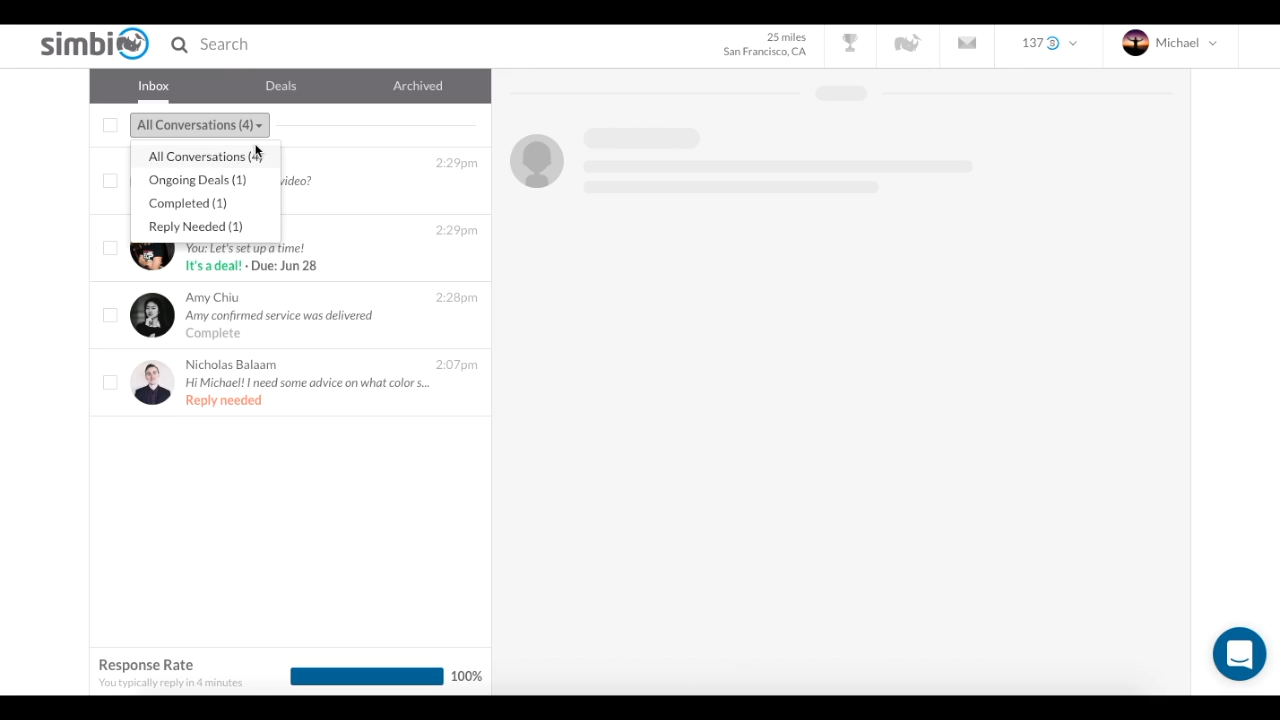 simbi
Search
25 miles
San Francisco, CA
137
Michael
Inbox
Deals
Archived
All Conversations (4)
All Conversations (4)
Ongoing Deals (1)
Completed (1)
Reply Needed (1)
2:29pm
video?
2:29pm
You: Let's set up a time!
It's a deal! · Due: Jun 28
Amy Chiu
2:28pm
Amy confirmed service was delivered
Complete
Nicholas Balaam
2:07pm
Hi Michael! I need some advice on what color s...
Reply needed
Response Rate
You typically reply in 4 minutes
100%